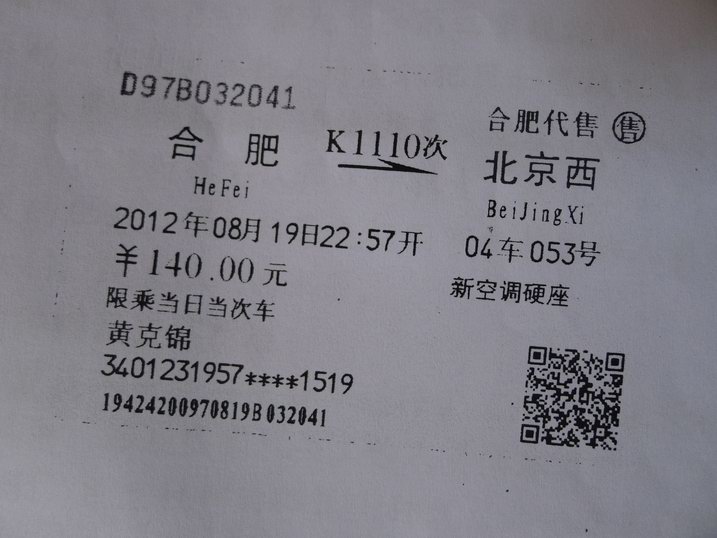 D97B032041
合肥代售 售
合肥 K1110次 北京西
HeFei BeiJingXi
2012年08月19日22:57开 04车053号
￥140.00元 新空调硬座
限乘当日当次车
黄克锦
3401231957****1519
19424200970819B032041